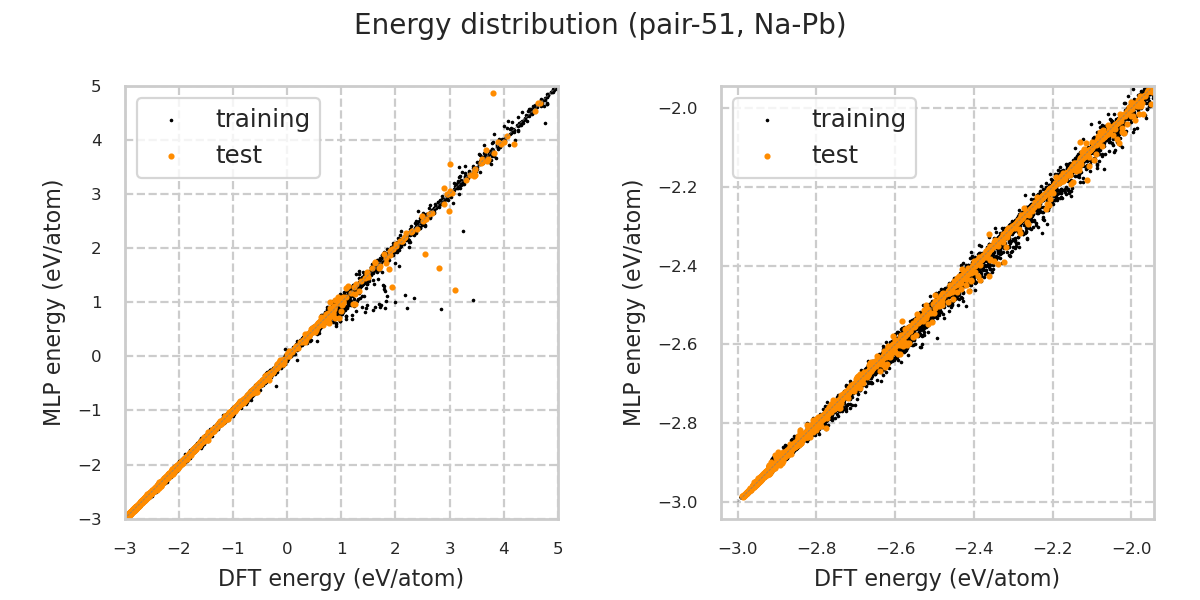 Energy distribution (pair-51, Na-Pb)
MLP energy (eV/atom)
5
4
3
2
1
0
−1
−2
−3
training
test
−3 −2 −1 0 1 2 3 4 5
DFT energy (eV/atom)
MLP energy (eV/atom)
−2.0
−2.2
−2.4
−2.6
−2.8
−3.0
training
test
−3.0 −2.8 −2.6 −2.4 −2.2 −2.0
DFT energy (eV/atom)